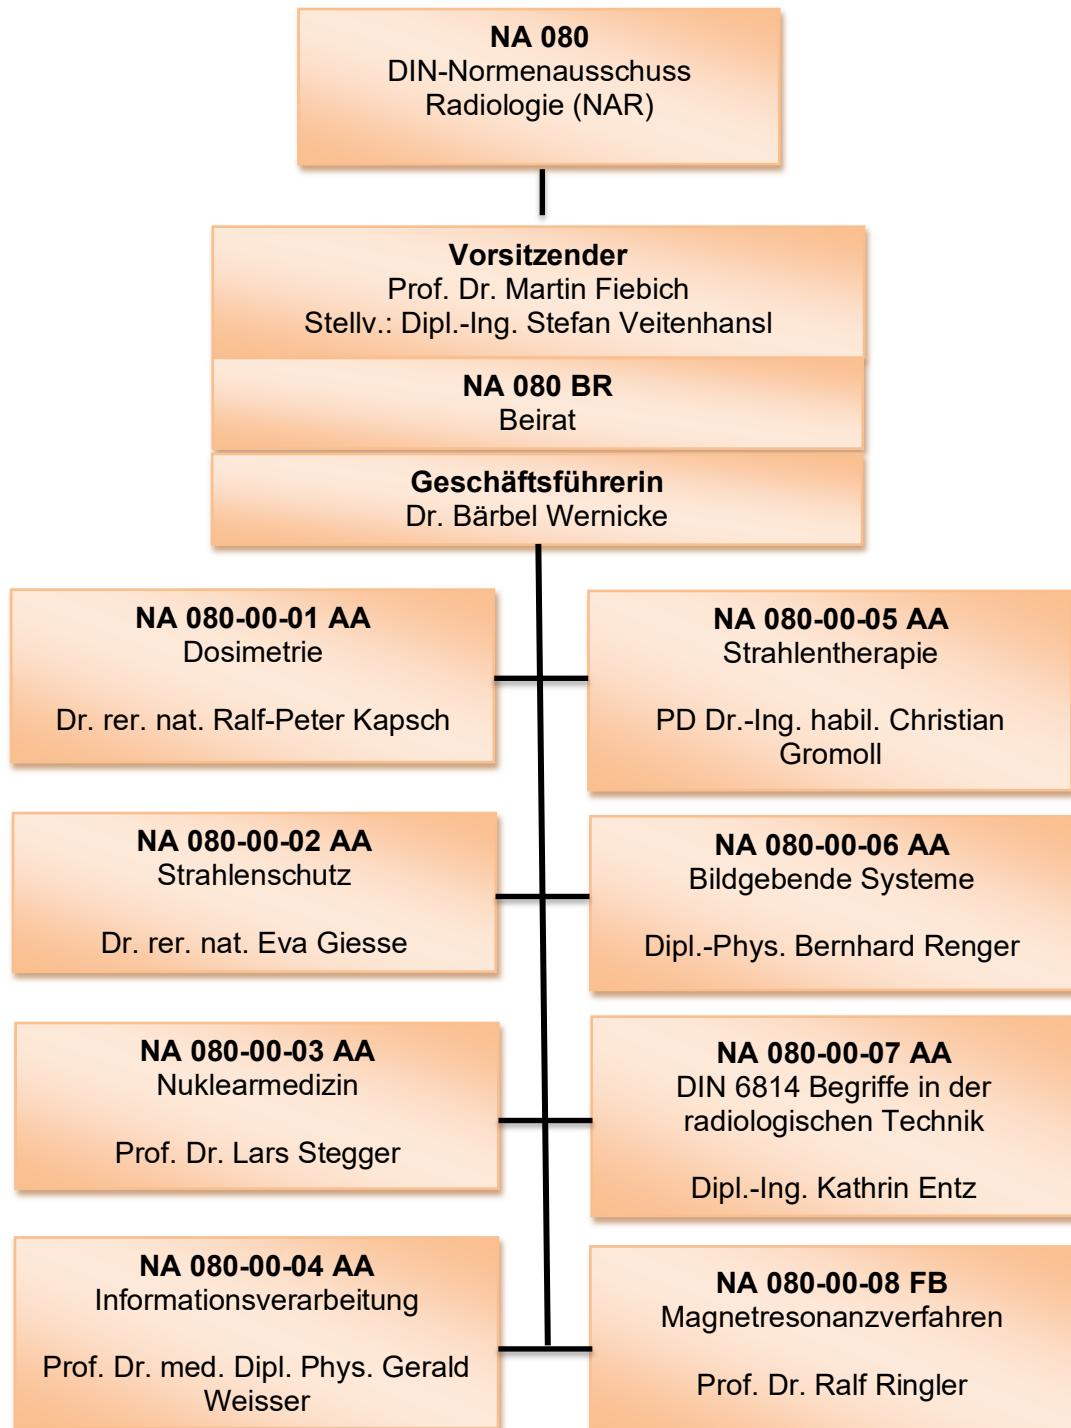 NA 080
DIN-Normenausschuss
Radiologie (NAR)
Vorsitzender
Prof. Dr. Martin Fiebich
Stellv.: Dipl.-Ing. Stefan Veitenhansl
NA 080 BR
Beirat
Geschäftsführerin
Dr. Bärbel Wernicke
NA 080-00-01 AA
Dosimetrie
Dr. rer. nat. Ralf-Peter Kapsch
NA 080-00-05 AA
Strahlentherapie
PD Dr.-Ing. habil. Christian
Gromoll
NA 080-00-02 AA
Strahlenschutz
Dr. rer. nat. Eva Giesse
NA 080-00-06 AA
Bildgebende Systeme
Dipl.-Phys. Bernhard Renger
NA 080-00-03 AA
Nuklearmedizin
Prof. Dr. Lars Stegger
NA 080-00-07 AA
DIN 6814 Begriffe in der
radiologischen Technik
Dipl.-Ing. Kathrin Entz
NA 080-00-04 AA
Informationsverarbeitung
Prof. Dr. med. Dipl. Phys. Gerald
Weisser
NA 080-00-08 FB
Magnetresonanzverfahren
Prof. Dr. Ralf Ringler